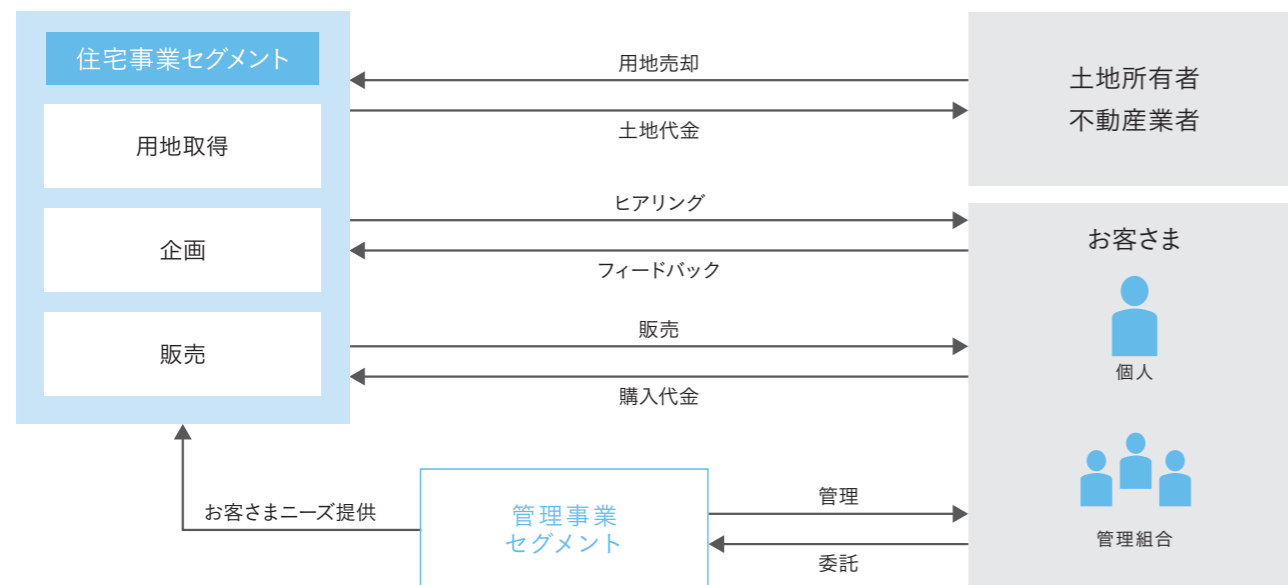 住宅事業セグメント
用地取得
企画
販売
用地売却
土地代金
ヒアリング
フィードバック
販売
購入代金
土地所有者
不動産業者
お客さま
個人
管理組合
お客さまニーズ提供
管理事業
セグメント
管理
委託